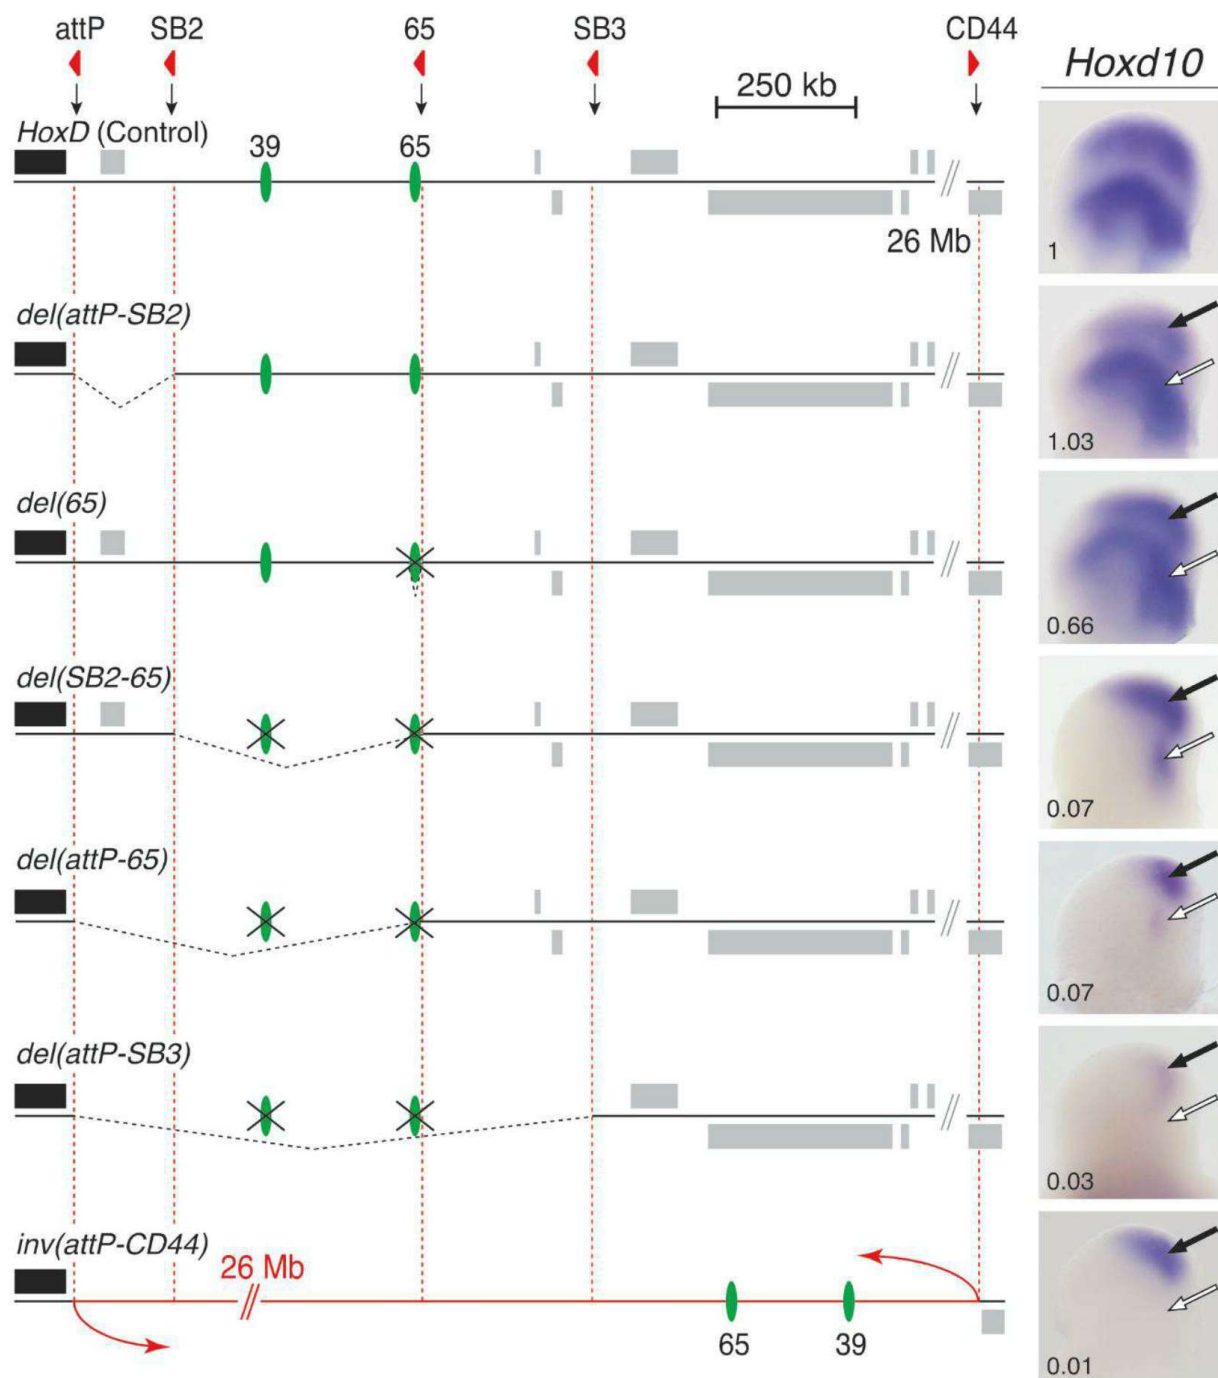 attP SB2 65 SB3 CD44
Hoxd10
250 kb
HoxD (Control)
39 65
26 Mb
1
del(attP-SB2)
1.03
del(65)
0.66
del(SB2-65)
0.07
del(attP-65)
0.07
del(attP-SB3)
0.03
inv(attP-CD44)
26 Mb
65 39
0.01